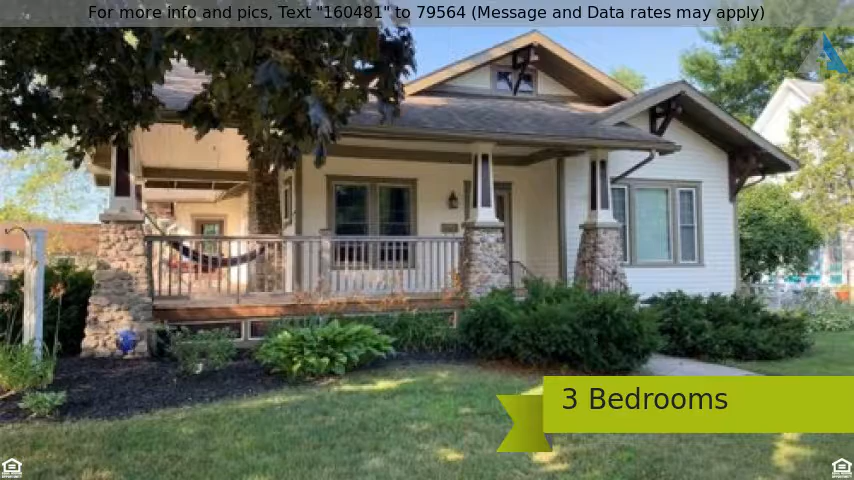 For more info and pics, Text "160481" to 79564 (Message and Data rates may apply)
3 Bedrooms